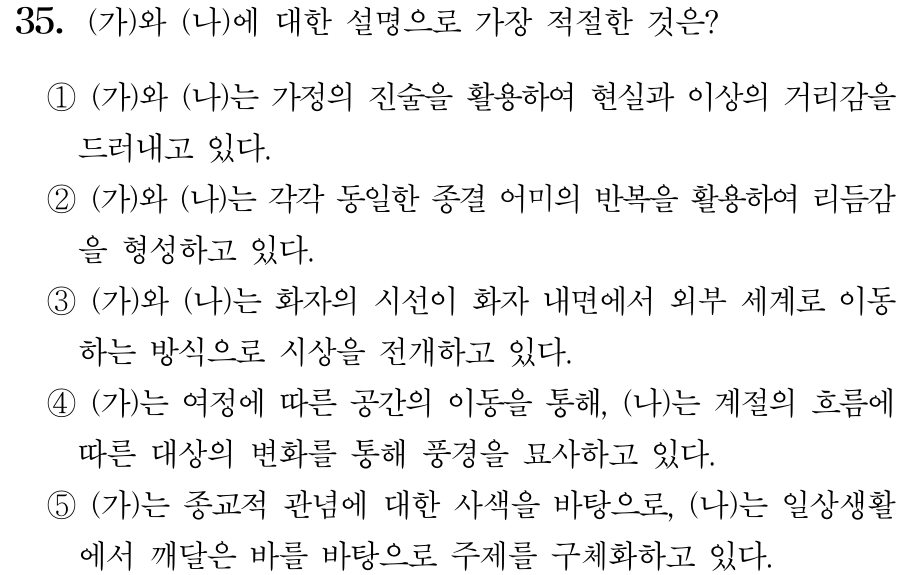 35. (가)와 (나)에 대한 설명으로 가장 적절한 것은?
① (가)와 (나)는 가정의 진술을 활용하여 현실과 이상의 거리감을
드러내고 있다.
② (가)와 (나)는 각각 동일한 종결 어미의 반복을 활용하여 리듬감
을 형성하고 있다.
③ (가)와 (나)는 화자의 시선이 화자 내면에서 외부 세계로 이동
하는 방식으로 시상을 전개하고 있다.
④ (가)는 여정에 따른 공간의 이동을 통해, (나)는 계절의 흐름에
따른 대상의 변화를 통해 풍경을 묘사하고 있다.
⑤ (가)는 종교적 관념에 대한 사색을 바탕으로, (나)는 일상생활
에서 깨달은 바를 바탕으로 주제를 구체화하고 있다.